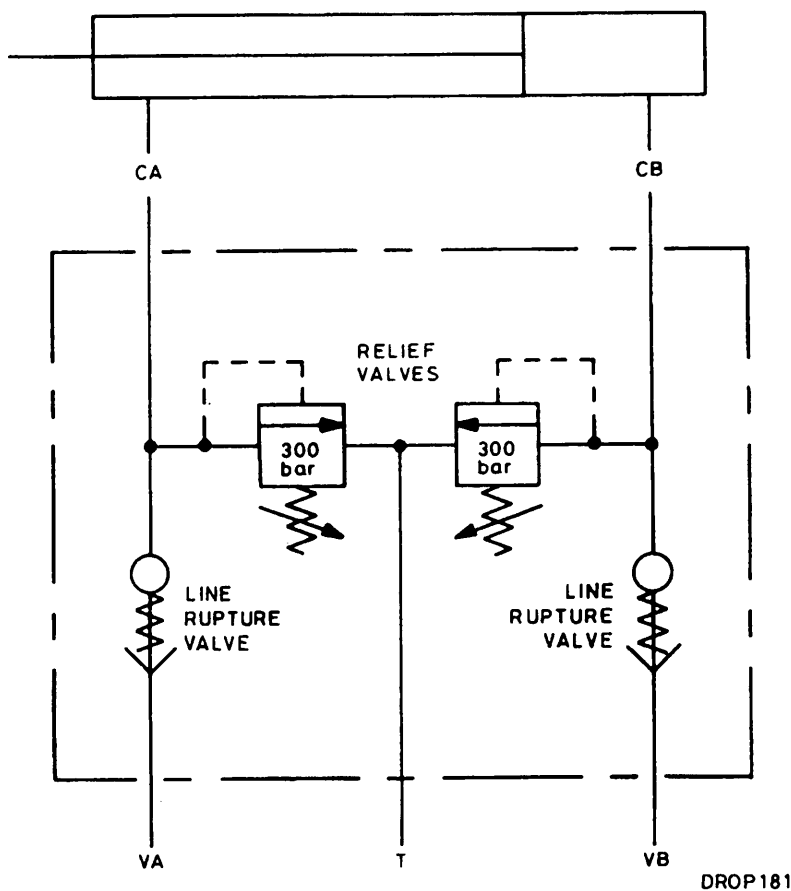 CA
CB
RELIEF
VALVES
300
bar
300
bar
LINE
RUPTURE
VALVE
LINE
RUPTURE
VALVE
VA
T
VB
DROP181